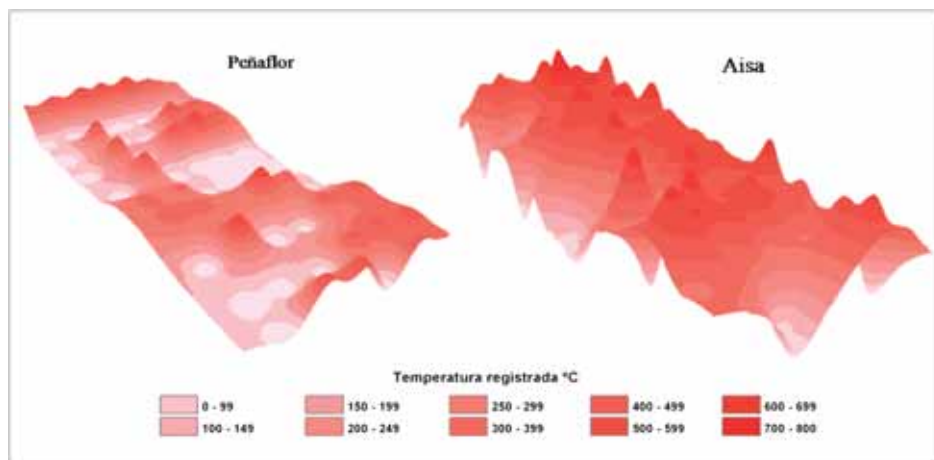 Peñaflor
Aisa
Temperatura registrada ºC
0 - 99
150 - 199
250 - 299
400 - 499
600 - 699
100 - 149
200 - 249
300 - 399
500 - 599
700 - 800